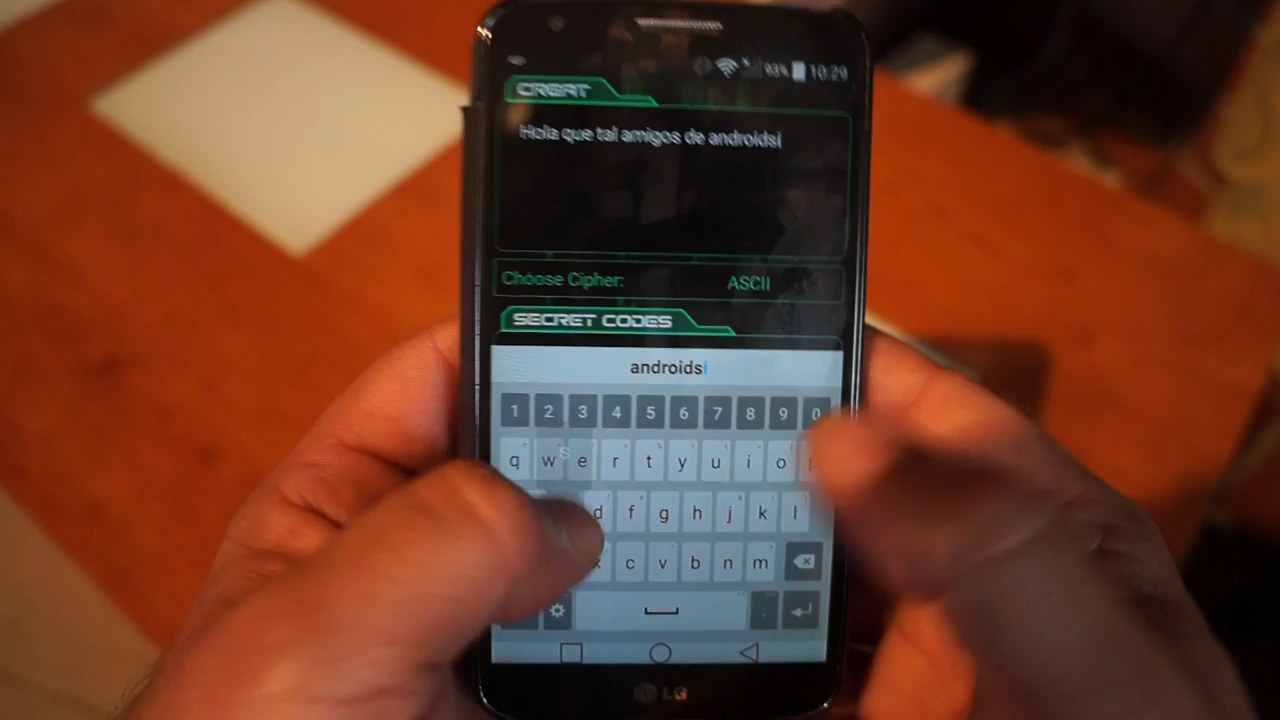 93% 10:29
CREAT
Hola que tal amigos de androidsi
Choose Cipher: ASCII
SECRET CODES
androidsi
1 2 3 4 5 6 7 8 9 0
q w s e r t y u i o p
d f g h j k l
x c v b n m
.
LG